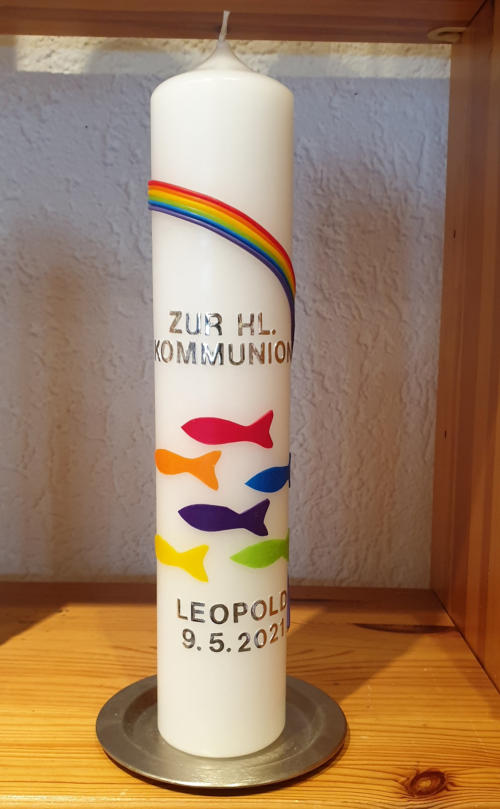 ZUR HL.
KOMMUNION
LEOPOLD
9.5.2021